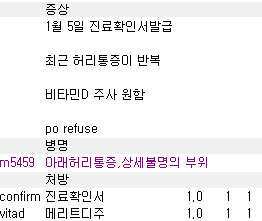 증상
1월 5일 진료확인서발급
최근 허리통증이 반복
비타민D 주사 원함
po refuse
병명
m5459 아래허리통증,상세불명의 부위
처방
confirm 진료확인서 1.0 1 1
vitad 메리트디주 1.0 1 1